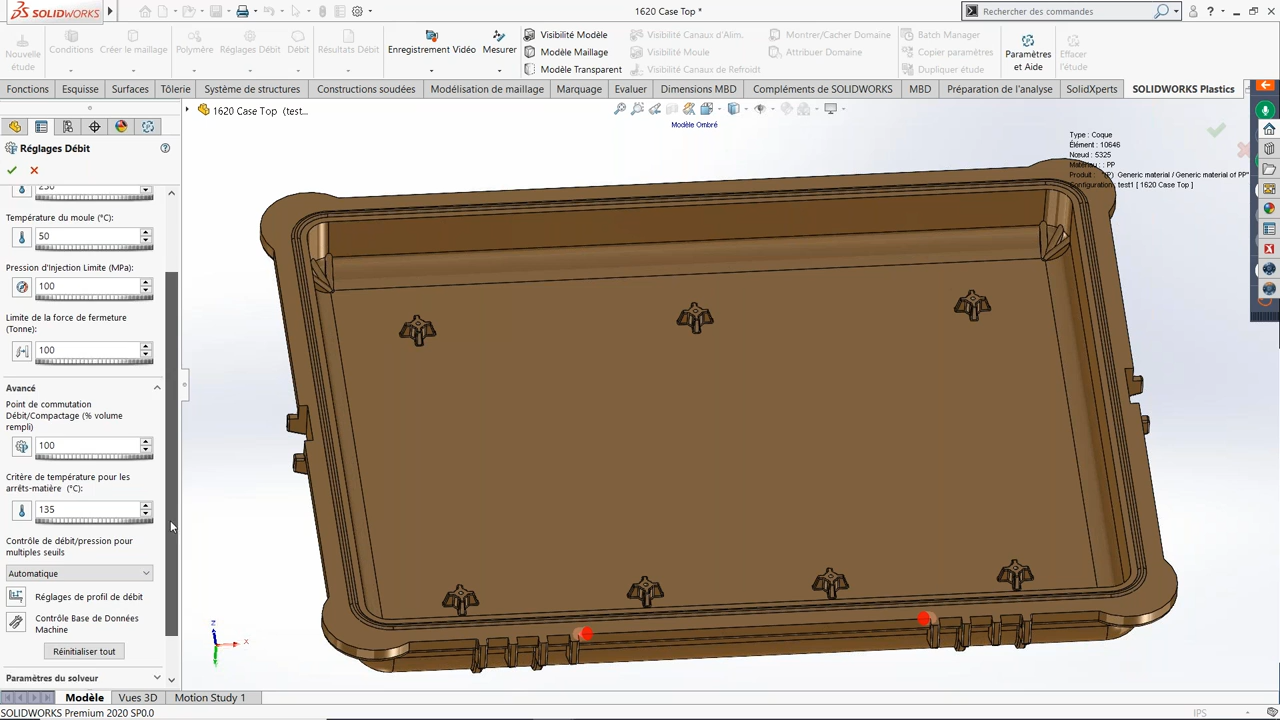 SOLIDWORKS
1620 Case Top *
Rechercher des commandes
Nouvelle étude
Conditions
Créer le maillage
Polymère
Réglages Débit
Débit
Résultats Débit
Enregistrement Vidéo
Mesurer
Visibilité Modèle
Modèle Maillage
Modèle Transparent
Visibilité Canaux d'Alim.
Visibilité Moule
Visibilité Canaux de Refroidt
Montrer/Cacher Domaine
Attribuer Domaine
Batch Manager
Copier paramètres
Dupliquer étude
Paramètres et Aide
Effacer l'étude
Fonctions
Esquisse
Surfaces
Tôlerie
Système de structures
Constructions soudées
Modélisation de maillage
Evaluer
Marquage
Dimensions MBD
Compléments de SOLIDWORKS
MBD
Préparation de l'analyse
SolidXperts
SOLIDWORKS Plastics
1620 Case Top (test...
Modèle Ombré
Type : Coque
Élément : 10646
Nœud : 5325
Matériau : : PP
Produit : (P) Generic material / Generic material of PP"
Configuration : test1 [ 1620 Case Top ]
Réglages Débit
230
Température du moule (°C):
50
Pression d'Injection Limite (MPa):
100
Limite de la force de fermeture
(Tonne):
100
Avancé
Point de commutation
Débit/Compactage (% volume
rempli)
100
Critère de température pour les
arrêts-matière (°C):
135
Contrôle de débit/pression pour
multiples seuils
Automatique
Réglages de profil de débit
Contrôle Base de Données
Machine
Réinitialiser tout
Paramètres du solveur
z
x
Modèle
Vues 3D
Motion Study 1
SOLIDWORKS Premium 2020 SP0.0
IPS